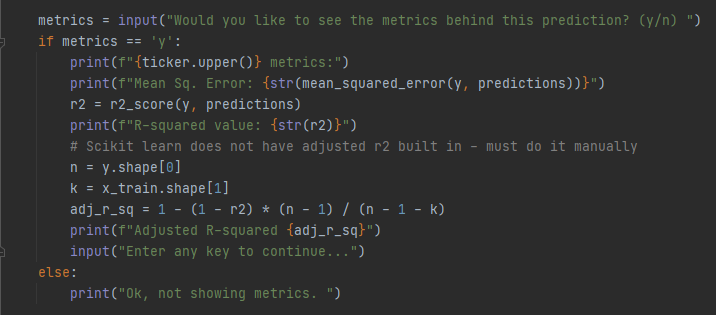 metrics = input("Would you like to see the metrics behind this prediction? (y/n) ")
if metrics == 'y':
    print(f"{ticker.upper()} metrics:")
    print(f"Mean Sq. Error: {str(mean_squared_error(y, predictions))}")
    r2 = r2_score(y, predictions)
    print(f"R-squared value: {str(r2)}")
    # Scikit learn does not have adjusted r2 built in - must do it manually
    n = y.shape[0]
    k = x_train.shape[1]
    adj_r_sq = 1 - (1 - r2) * (n - 1) / (n - 1 - k)
    print(f"Adjusted R-squared {adj_r_sq}")
    input("Enter any key to continue...")
else:
    print("Ok, not showing metrics. ")